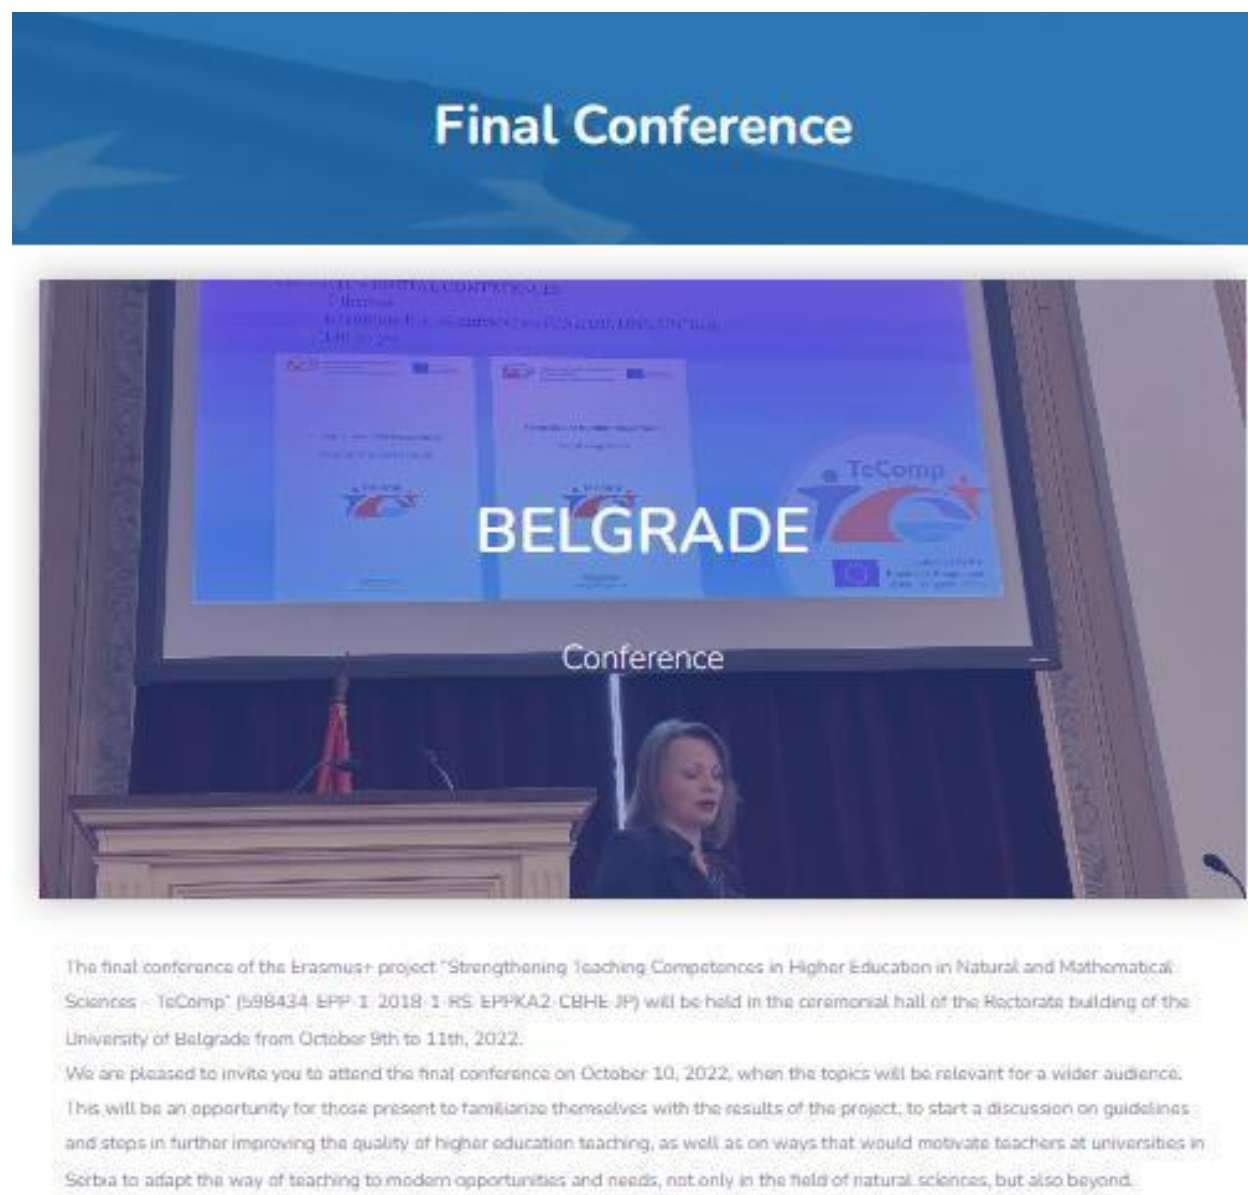 Final Conference
TeComp
BELGRADE
Conference
The final conference of the Erasmus+ project "Strengthening Teaching Competences in Higher Education in Natural and Mathematical
Sciences - TeComp" (598434-EPP-1-2018-1-RS-EPPKA2-CBHE-JP) will be held in the ceremonial hall of the Rectorate building of the
University of Belgrade from October 9th to 11th, 2022.
We are pleased to invite you to attend the final conference on October 10, 2022, when the topics will be relevant for a wider audience.
This will be an opportunity for those present to familiarize themselves with the results of the project, to start a discussion on guidelines
and steps in further improving the quality of higher education teaching, as well as on ways that would motivate teachers at universities in
Serbia to adapt the way of teaching to modern opportunities and needs, not only in the field of natural sciences, but also beyond.